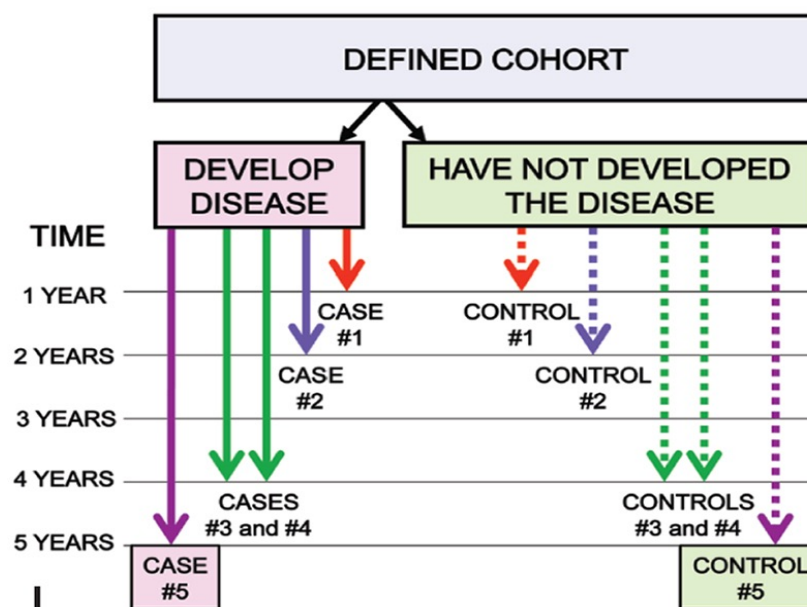 DEFINED COHORT
DEVELOP
DISEASE
HAVE NOT DEVELOPED
THE DISEASE
TIME
1 YEAR
CASE
#1
CONTROL
#1
2 YEARS
CASE
#2
CONTROL
#2
3 YEARS
4 YEARS
CASES
#3 and #4
CONTROLS
#3 and #4
5 YEARS
CASE
#5
CONTROL
#5